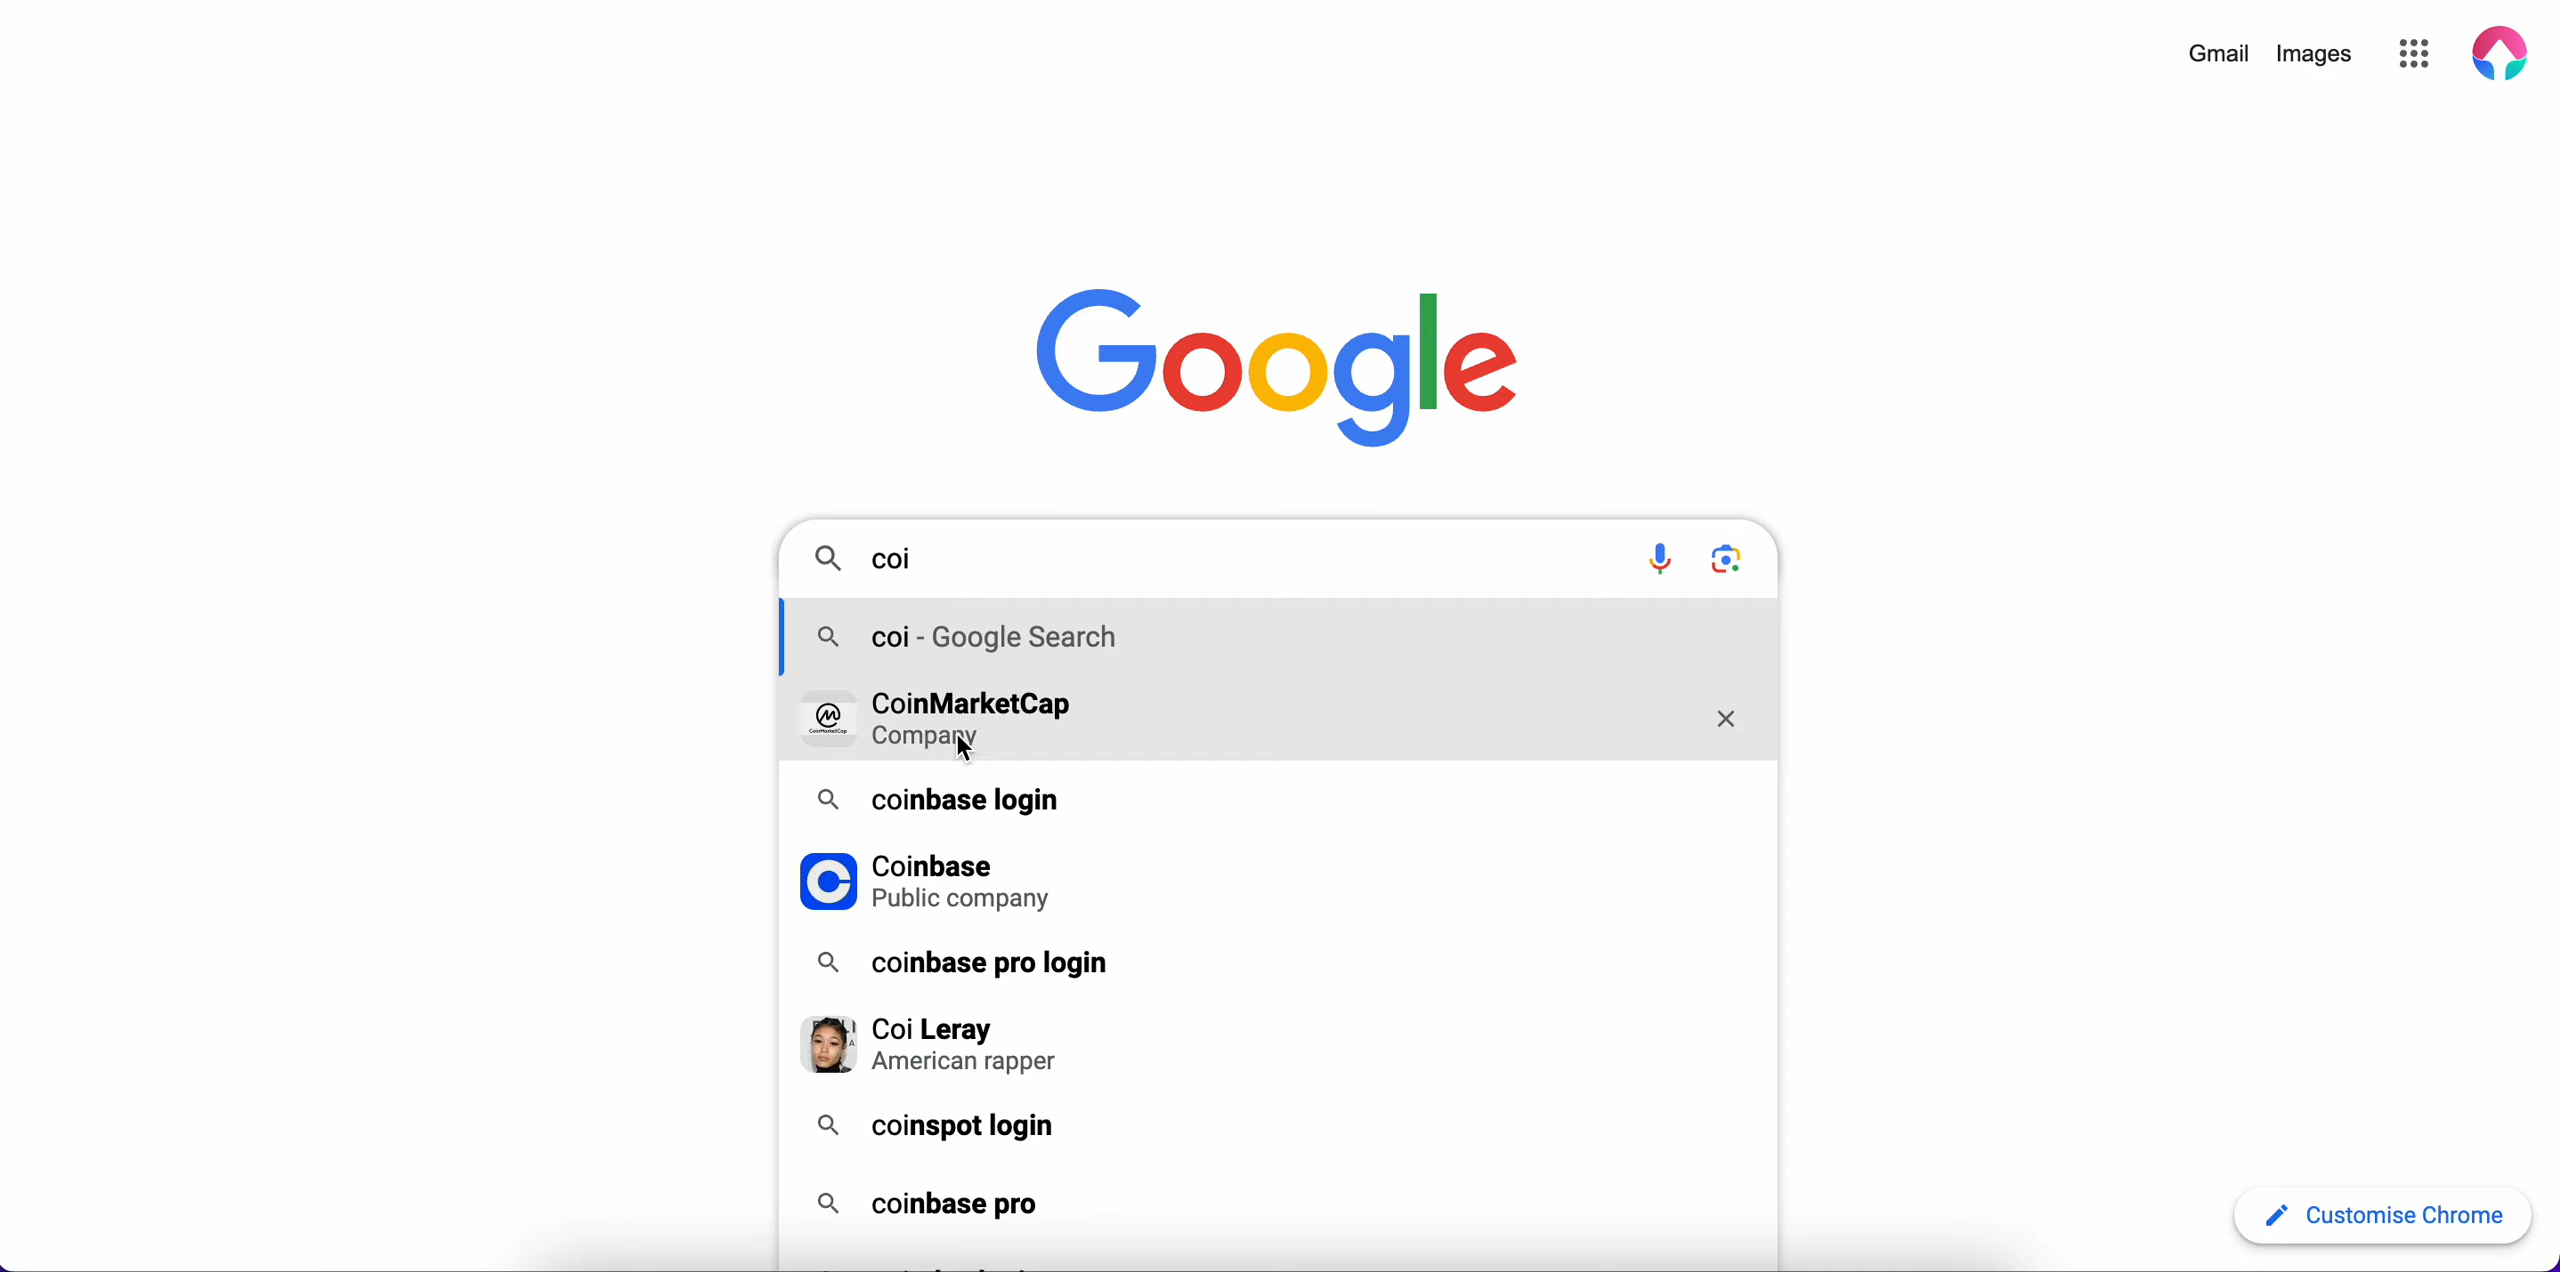 Gmail Images
Google
coi
coi - Google Search
CoinMarketCap
CoinMarketCap
Company
coinbase login
Coinbase
Public company
coinbase pro login
Coi Leray
American rapper
coinspot login
coinbase pro
Customise Chrome